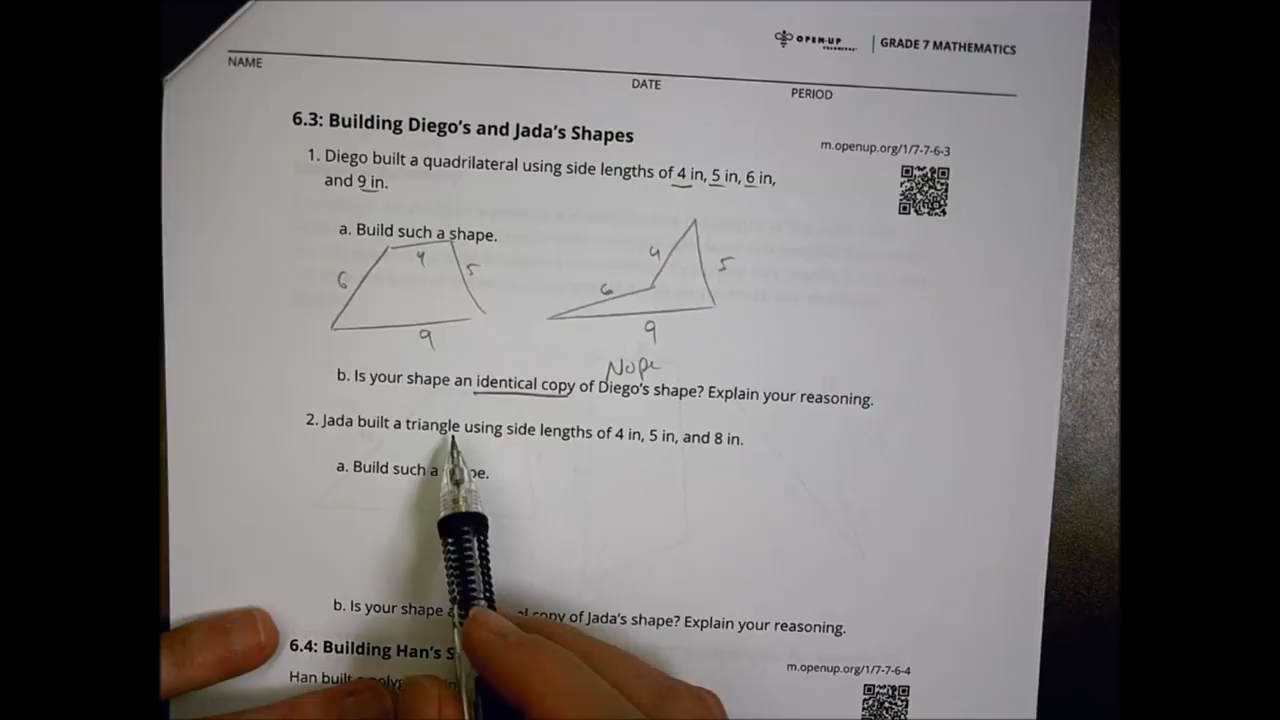 OPEN-UP | GRADE 7 MATHEMATICS
NAME DATE PERIOD
6.3: Building Diego's and Jada's Shapes
m.openup.org/1/7-7-6-3
1. Diego built a quadrilateral using side lengths of 4 in, 5 in, 6 in,
and 9 in.
a. Build such a shape.
6 4 5 9
4 5 6 9
Nope
b. Is your shape an identical copy of Diego's shape? Explain your reasoning.
2. Jada built a triangle using side lengths of 4 in, 5 in, and 8 in.
a. Build such a
b. Is your shape copy of Jada's shape? Explain your reasoning.
6.4: Building Han's
m.openup.org/1/7-7-6-4
Han built